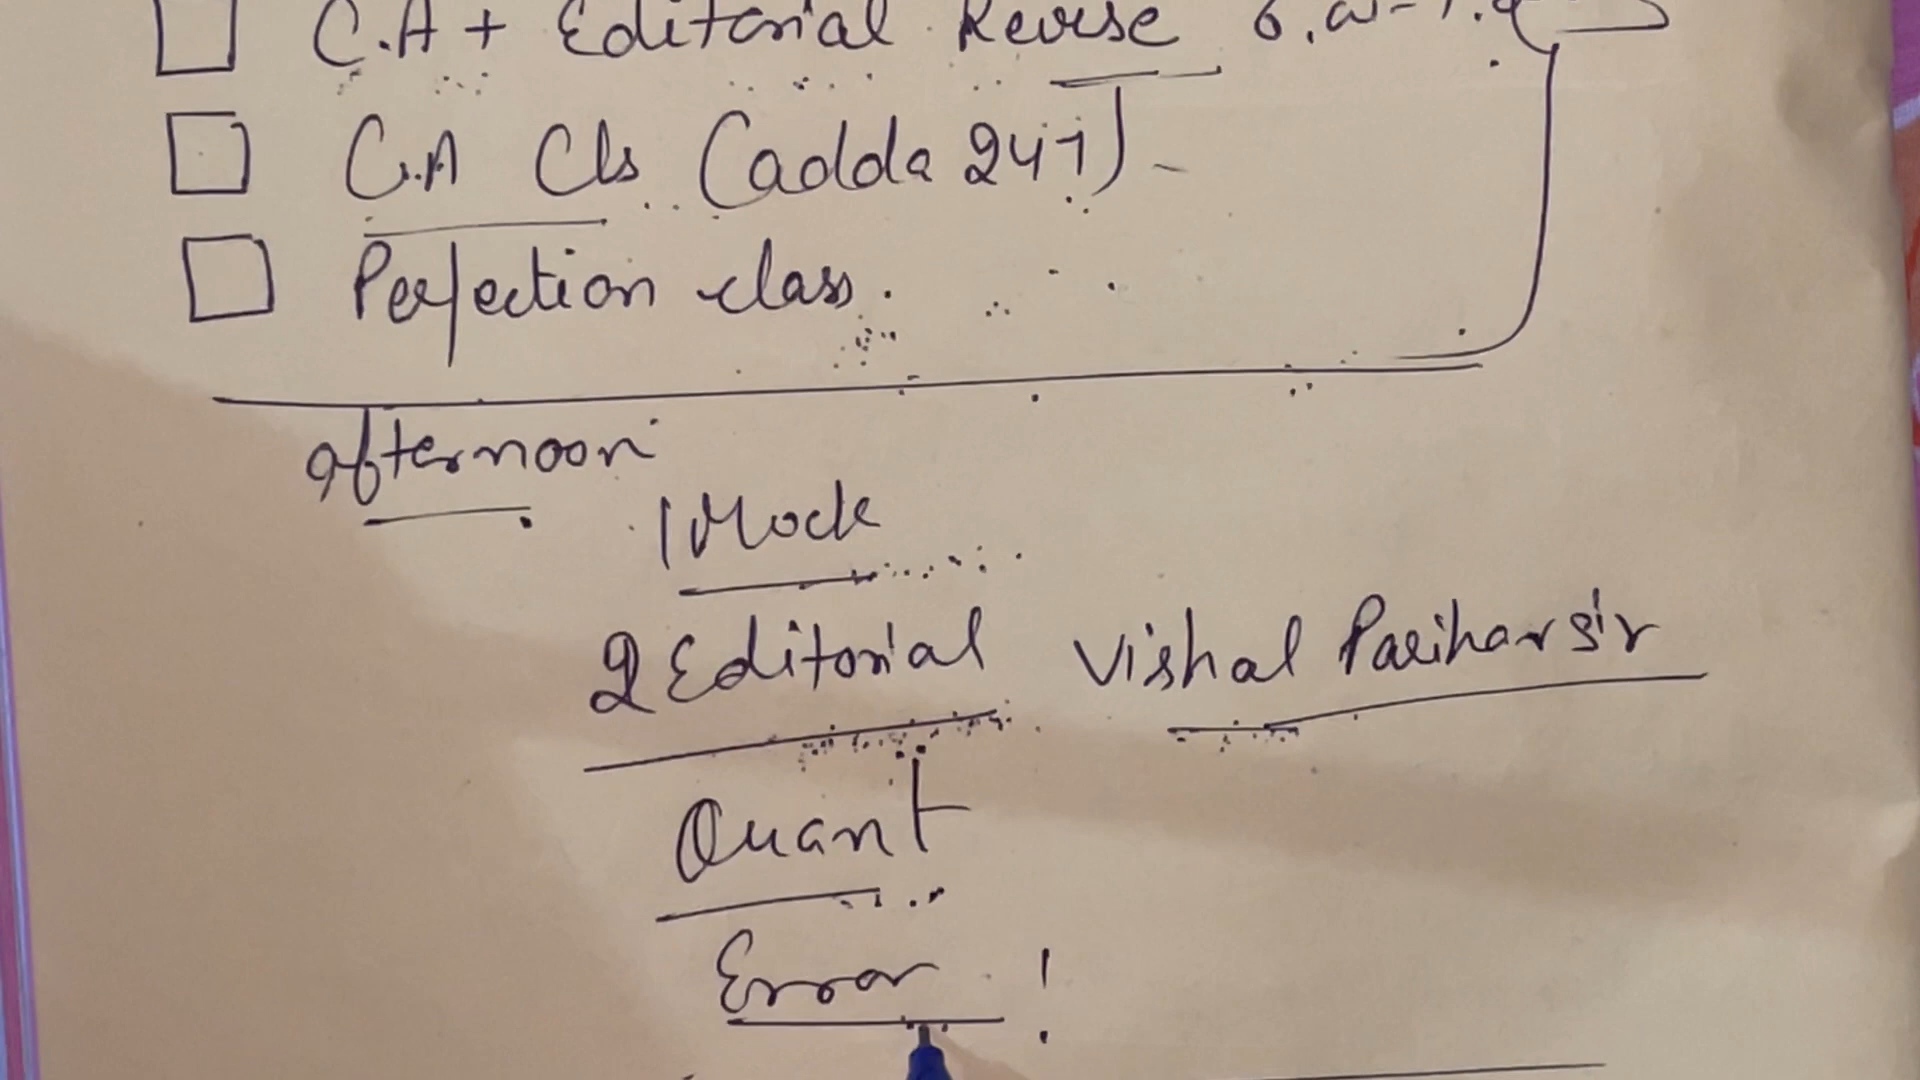 C.A + Editorial Revise
C.A Cls (adda 247)
Perfection class.
afternoon
1 Mock
2 Editorial Vishal Parihar sir
Quant
Error !